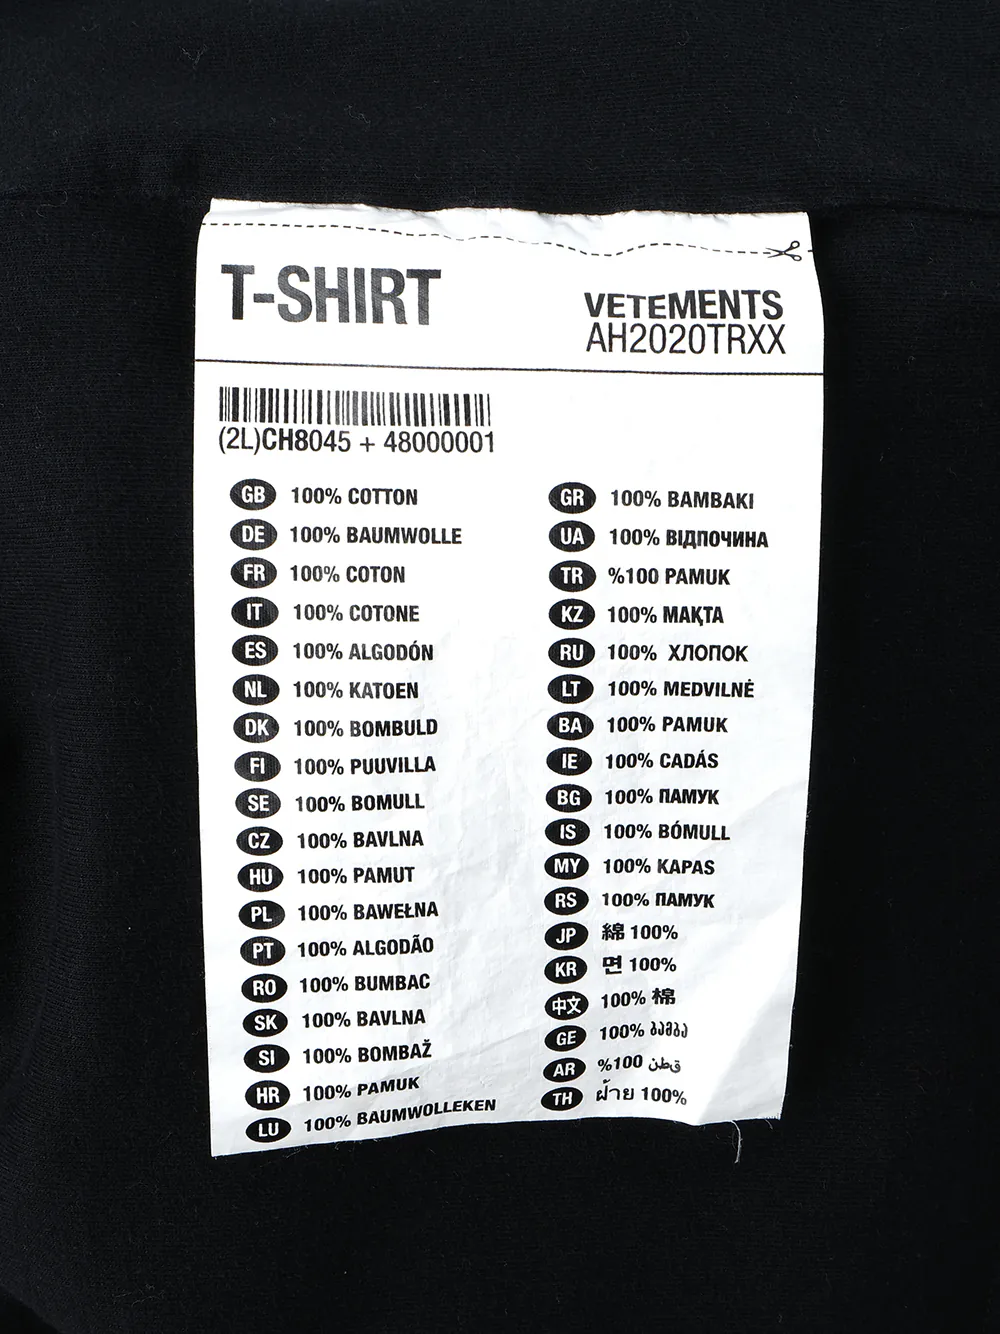 T-SHIRT
VETEMENTS
AH2020TRXX
(2L)CH8045 + 48000001
GB 100% COTTON
DE 100% BAUMWOLLE
FR 100% COTON
IT 100% COTONE
ES 100% ALGODÓN
NL 100% KATOEN
DK 100% BOMBULD
FI 100% PUUVILLA
SE 100% BOMULL
CZ 100% BAVLNA
HU 100% PAMUT
PL 100% BAWEŁNA
PT 100% ALGODÃO
RO 100% BUMBAC
SK 100% BAVLNA
SI 100% BOMBAŽ
HR 100% PAMUK
LU 100% BAUMWOLLEKEN
GR 100% BAMBAKI
UA 100% ВІДПОЧИНА
TR %100 PAMUK
KZ 100% МАҚТА
RU 100% ХЛОПОК
LT 100% MEDVILNĖ
BA 100% PAMUK
IE 100% CADÁS
BG 100% ПАМУК
IS 100% BÓMULL
MY 100% KAPAS
RS 100% ПАМУК
JP 綿 100%
KR 면 100%
中文 100% 棉
GE 100% ბამბა
AR %100 قطن
TH ฝ้าย 100%